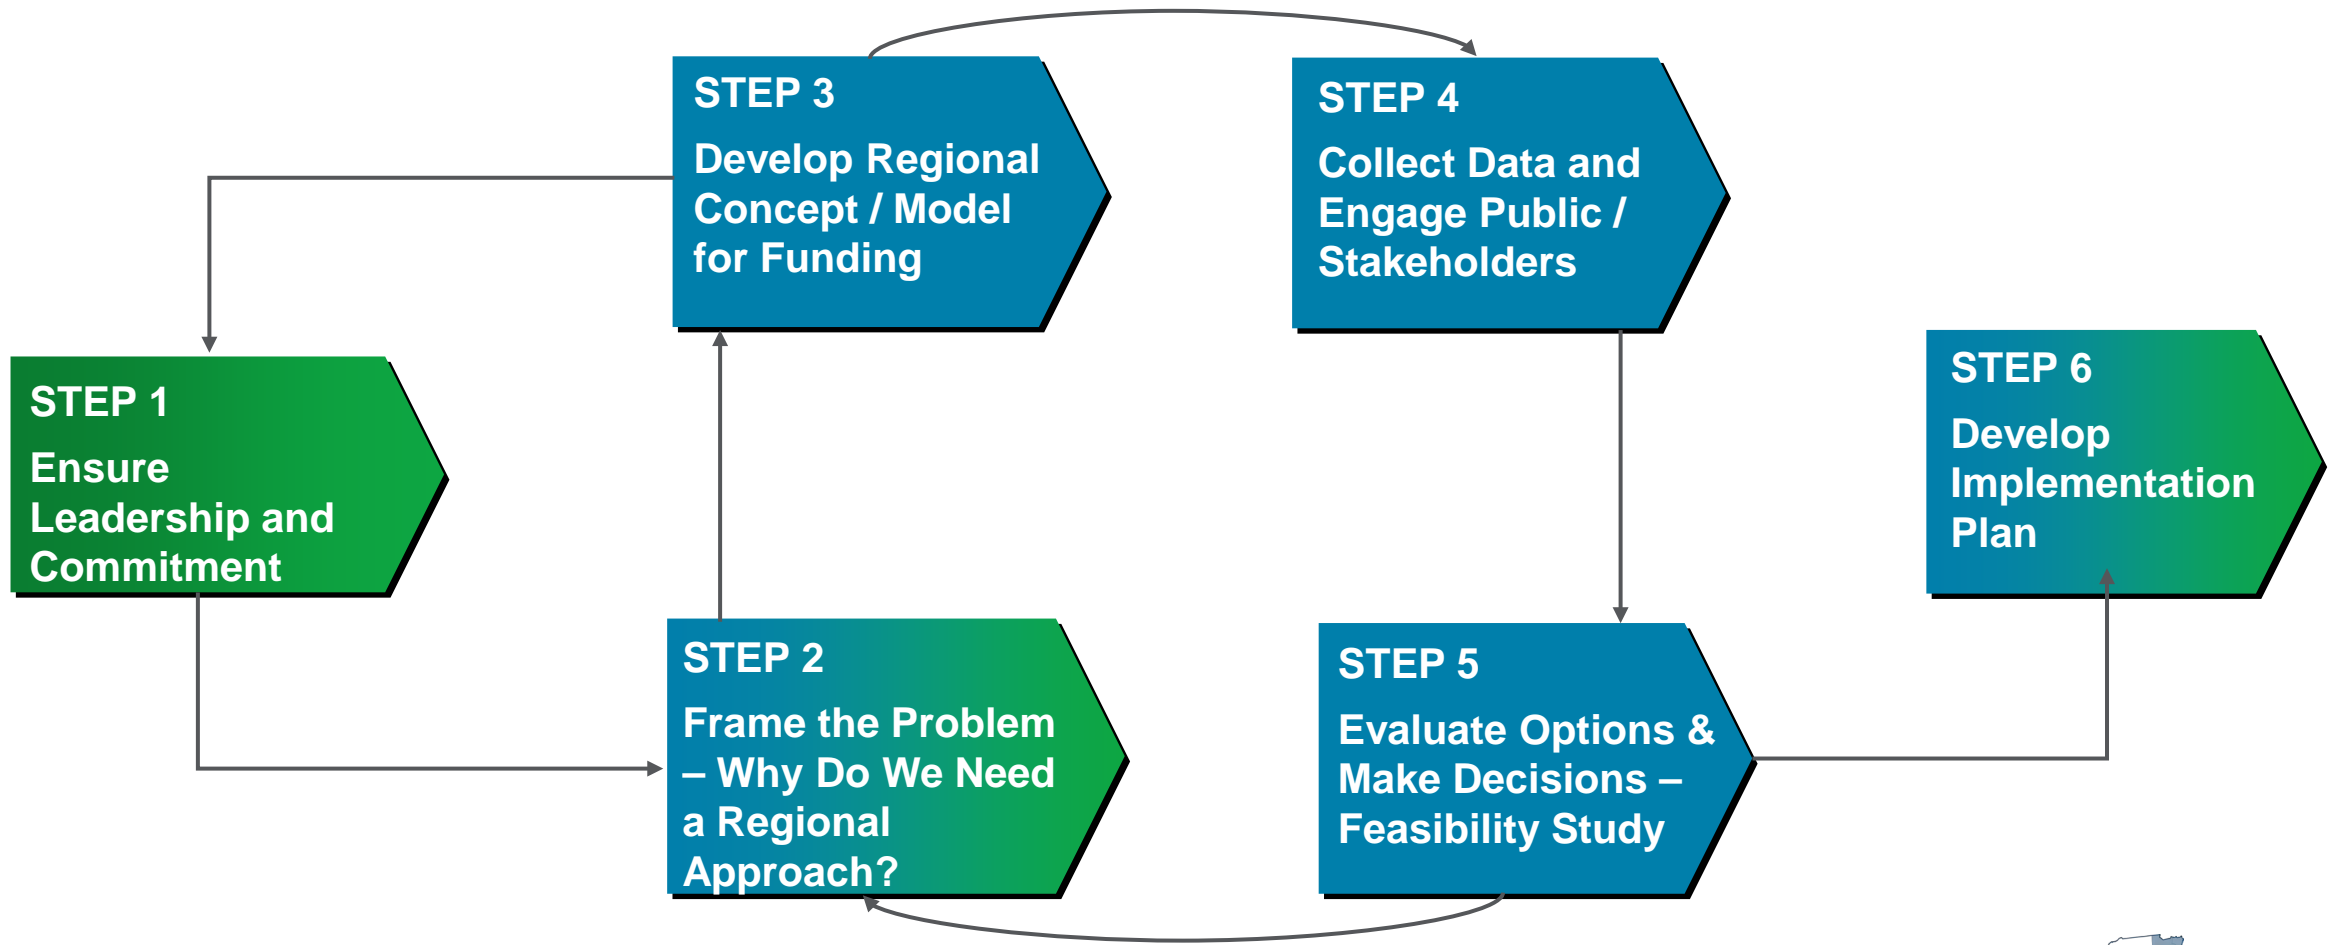 STEP 1
Ensure
Leadership and
Commitment
STEP 2
Frame the Problem
– Why Do We Need
a Regional
Approach?
STEP 3
Develop Regional
Concept / Model
for Funding
STEP 4
Collect Data and
Engage Public /
Stakeholders
STEP 5
Evaluate Options &
Make Decisions –
Feasibility Study
STEP 6
Develop
Implementation
Plan